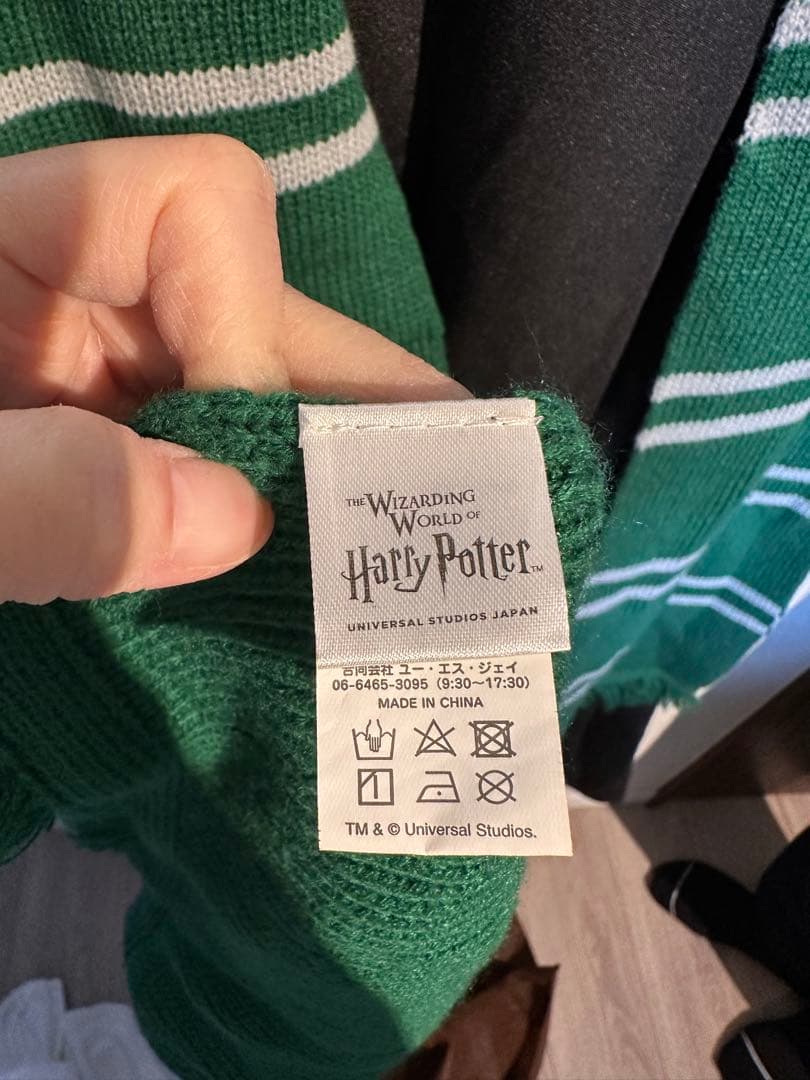 THE WIZARDING
WORLD OF
Harry Potter™
UNIVERSAL STUDIOS JAPAN
合同会社 ユー・エス・ジェイ
06-6465-3095（9:30～17:30）
MADE IN CHINA
TM & © Universal Studios.